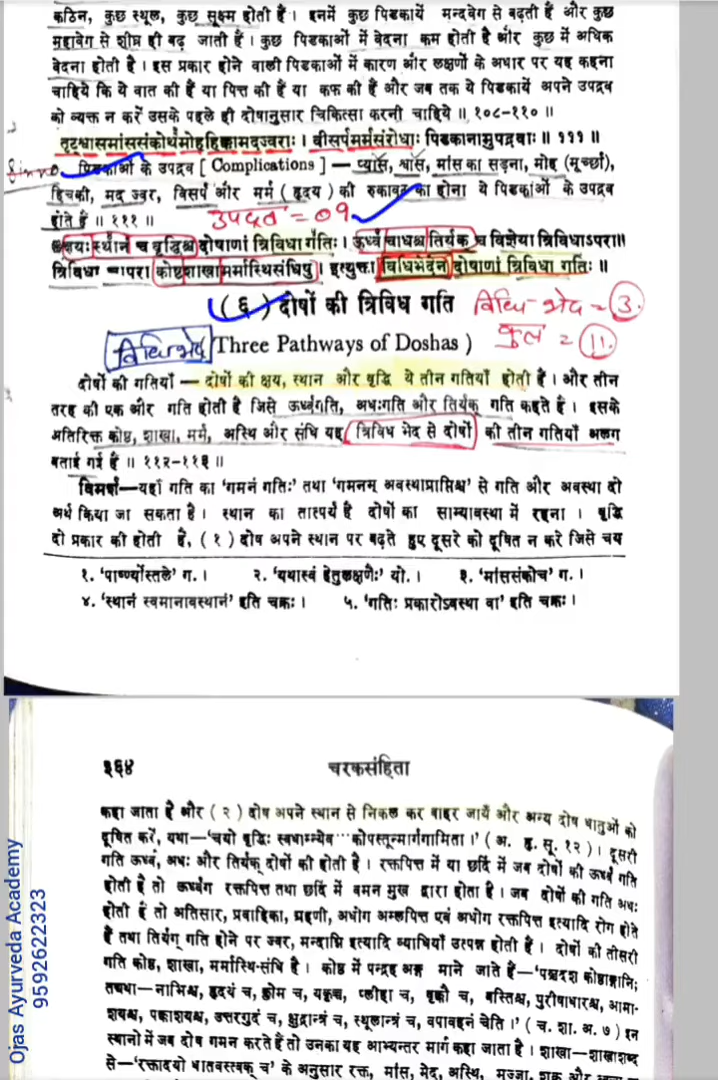 कठिन, कुछ स्थूल, कुछ सूक्ष्म होती हैं । इनमें कुछ पिडकायें मन्दवेग से बढ़ती हैं और कुछ
महावेग से शीघ्र ही बढ़ जाती हैं । कुछ पिडकाओं में वेदना कम होती है और कुछ में अधिक
वेदना होती है । इस प्रकार होने वाली पिडकाओं में कारण और लक्षणों के अधार पर यह कहना
चाहिये कि ये वात की हैं या पित्त की हैं या कफ की हैं और जब तक ये पिडकायें अपने उपद्रव
को व्यक्त न करें उसके पहले ही दोषानुसार चिकित्सा करनी चाहिये ॥ १०८-११० ॥
तृट्श्वासमांससंकोथमोहहिक्कामदज्वराः । वीसर्पमर्मसंरोधाः पिडकानामुपद्रवाः ॥ १११ ॥
पिडकाओं के उपद्रव [ Complications ] — प्यास, श्वास, मांस का सड़ना, मोह (मूर्च्छा),
हिचकी, मद ज्वर, विसर्प और मर्म ( हृदय ) की रुकावट का होना ये पिडकाओं के उपद्रव
होते हैं ॥ १११ ॥
उपद्रव = ०९
क्षयः स्थानं च वृद्धिश्च दोषाणां त्रिविधा गतिः । ऊर्ध्वं चाधश्च तिर्यक् च विज्ञेया त्रिविधाऽपरा॥
त्रिविधा चापरा कोष्ठशाखामर्मास्थिसंधिषु । इत्युक्ता विधिभेदेन दोषाणां त्रिविधा गतिः ॥
( ६ ) दोषों की त्रिविध गति
विधि-भेद = 3.
विधिभेद (Three Pathways of Doshas )
कुल = 11.
दोषों की गतियाँ — दोषों की क्षय, स्थान और वृद्धि ये तीन गतियाँ होती हैं । और तीन
तरह की एक और गति होती है जिसे ऊर्ध्वगति, अधःगति और तिर्यक् गति कहते हैं । इसके
अतिरिक्त कोष्ठ, शाखा, मर्म, अस्थि और संधि यह त्रिविध भेद से दोषों की तीन गतियाँ अलग
बताई गई हैं ॥ ११२-११३ ॥
विमर्श—यहाँ गति का 'गमनं गतिः' तथा 'गमनम् अवस्थाप्राप्तिश्च' से गति और अवस्था दो
अर्थ किया जा सकता है । स्थान का तात्पर्य है दोषों का साम्यावस्था में रहना । वृद्धि
दो प्रकार की होती है, ( १ ) दोष अपने स्थान पर बढ़ते हुए दूसरे को दूषित न करे जिसे चय
१. 'पार्ष्ण्योस्तले' ग. । २. 'यथास्वं हेतुलक्षणैः' यो. । ३. 'मांससंकोच' ग. ।
४. 'स्थानं स्वमानावस्थानं' इति चक्रः । ५. 'गतिः प्रकारोऽवस्था वा' इति चक्रः ।
३६४ चरकसंहिता
कहा जाता है और ( २ ) दोष अपने स्थान से निकल कर बाहर जायें और अन्य दोष धातुओं को
दूषित करें, यथा—'चयो वृद्धिः स्वधाम्न्येव···कोपस्तून्मार्गगामिता ।' ( अ. हृ. सू. १२ ) । दूसरी
गति ऊर्ध्व, अधः और तिर्यक् दोषों की होती है । रक्तपित्त में या छर्दि में जब दोषों की ऊर्ध्व गति
होती है तो ऊर्ध्वग रक्तपित्त तथा छर्दि में वमन मुख द्वारा होता है । जब दोषों की गति अधः
होती है तो अतिसार, प्रवाहिका, ग्रहणी, अधोग अम्लपित्त एवं अधोग रक्तपित्त इत्यादि रोग होते
हैं तथा तिर्यग् गति होने पर ज्वर, मन्दाग्नि इत्यादि व्याधियाँ उत्पन्न होती हैं । दोषों की तीसरी
गति कोष्ठ, शाखा, मर्मास्थि-संधि है । कोष्ठ में पन्द्रह अङ्ग माने जाते हैं—'पञ्चदश कोष्ठाङ्गानि;
तद्यथा—नाभिश्च, हृदयं च, क्लोम च, यकृच्च, प्लीहा च, वृक्कौ च, बस्तिश्च, पुरीषाधारश्च, आमा-
शयश्च, पक्वाशयश्च, उत्तरगुदं च, क्षुद्रान्त्रं च, स्थूलान्त्रं च, वपावहनं चेति ।' ( च. शा. अ. ७ ) इन
स्थानों में जब दोष गमन करते हैं तो उनका यह आभ्यन्तर मार्ग कहा जाता है । शाखा—शाखाशब्द
से—'रक्तादयो धातवस्त्वक् च' के अनुसार रक्त, मांस, मेद, अस्थि, मज्जा, शुक्र और
Ojas Ayurveda Academy
9592622323